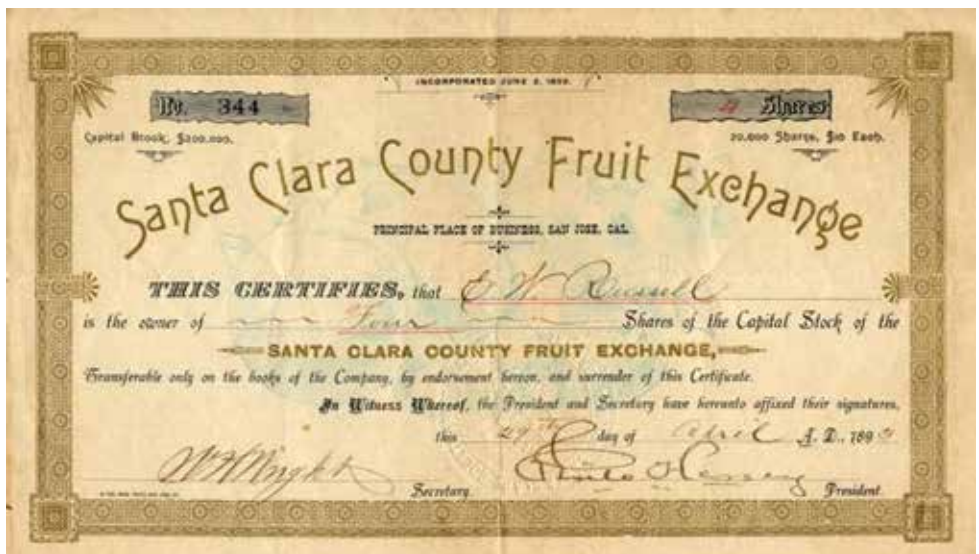 INCORPORATED JUNE 2, 1892.
No. 344
4 Shares
Capital Stock, $200,000.
20,000 Shares, $10 Each.
Santa Clara County Fruit Exchange
PRINCIPAL PLACE OF BUSINESS, SAN JOSE, CAL.
THIS CERTIFIES, that E. W. Russell
is the owner of Four Shares of the Capital Stock of the
SANTA CLARA COUNTY FRUIT EXCHANGE,
Transferable only on the books of the Company, by endorsement hereon, and surrender of this Certificate.
In Witness Whereof, the President and Secretary have hereunto affixed their signatures,
this 29th day of April A. D., 189
W H Wright Secretary. President.